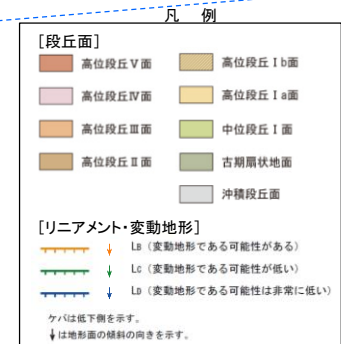 凡 例
[段丘面]
高位段丘Ⅴ面
高位段丘Ⅰb面
高位段丘Ⅳ面
高位段丘Ⅰa面
高位段丘Ⅲ面
中位段丘Ⅰ面
高位段丘Ⅱ面
古期扇状地面
沖積段丘面
[リニアメント・変動地形]
LB（変動地形である可能性がある）
LC（変動地形である可能性が低い）
LD（変動地形である可能性は非常に低い）
ケバは低下側を示す。
↓は地形面の傾斜の向きを示す。